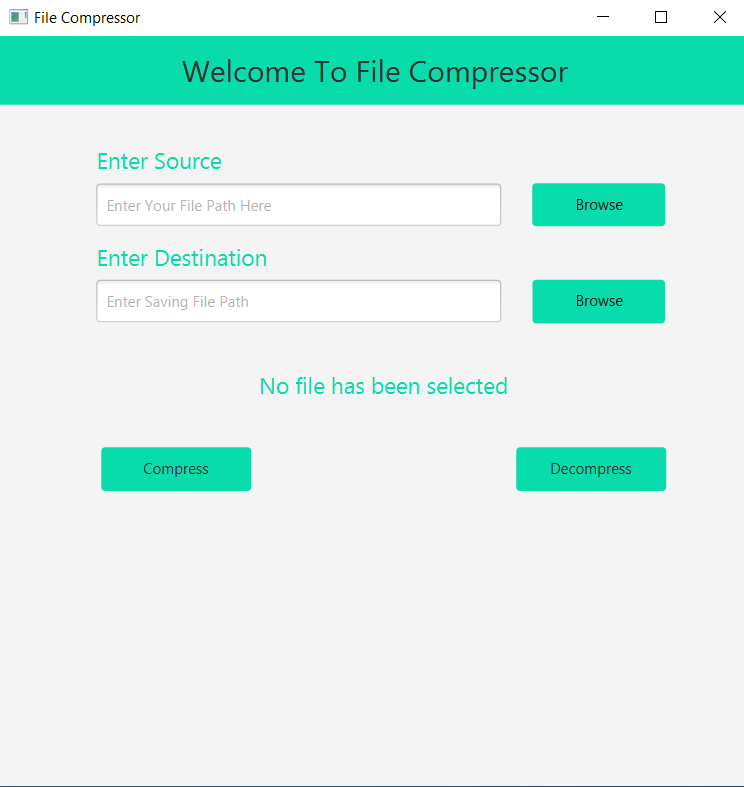 File Compressor
Welcome To File Compressor
Enter Source
Enter Your File Path Here
Browse
Enter Destination
Enter Saving File Path
Browse
No file has been selected
Compress
Decompress